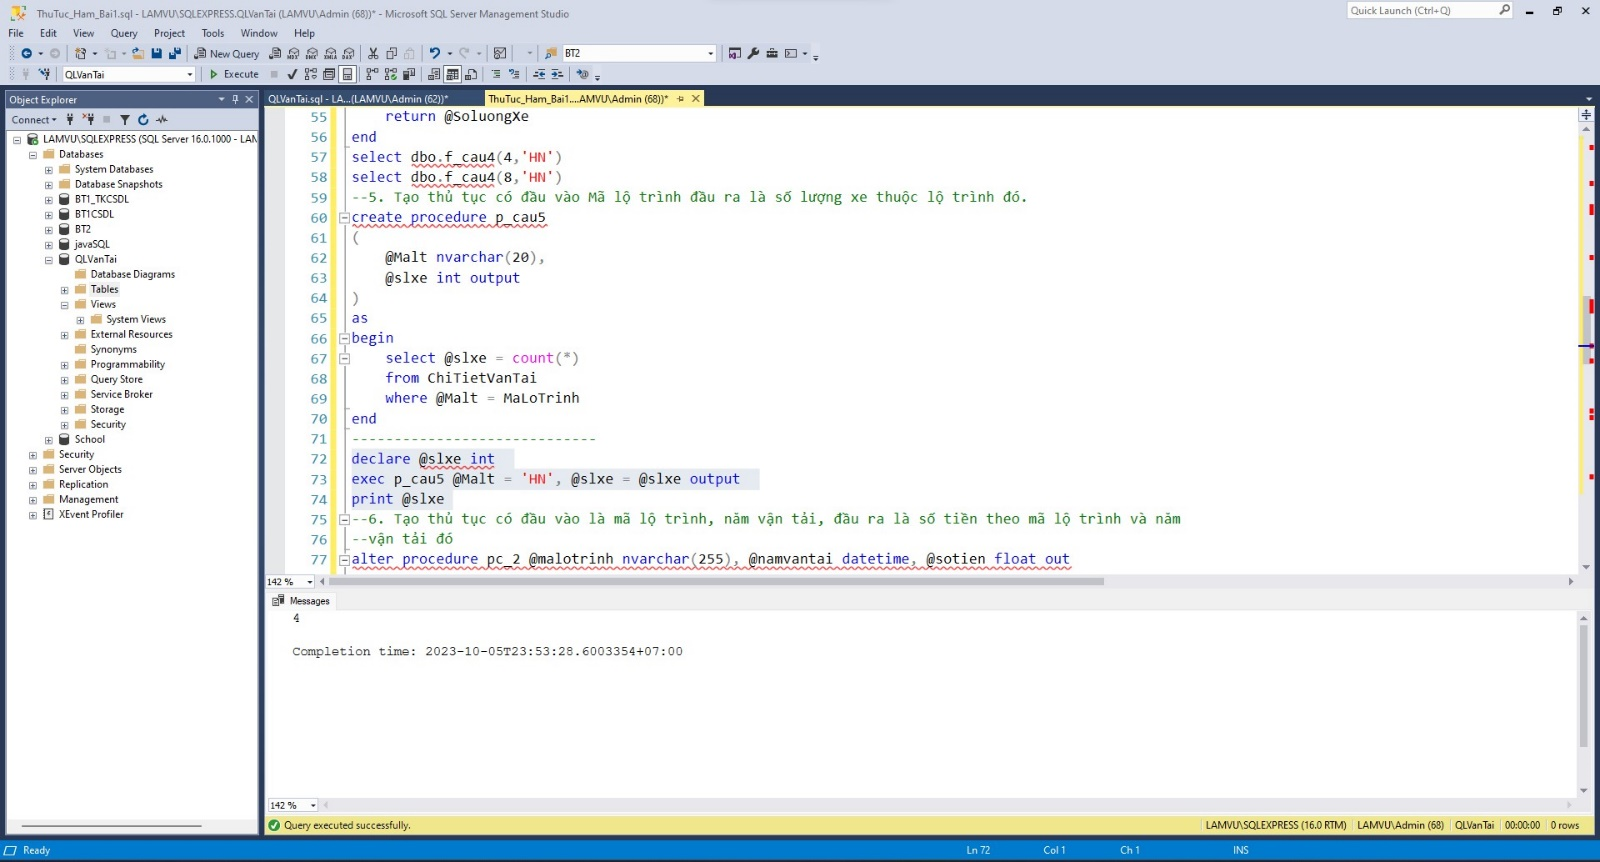 ThuTuc_Ham_Bai1.sql - LAMVU\SQLEXPRESS.QLVanTai (LAMVU\Admin (68))* - Microsoft SQL Server Management Studio
Quick Launch (Ctrl+Q)
File Edit View Query Project Tools Window Help
New Query
BT2
QLVanTai
Execute
Object Explorer
Connect
LAMVU\SQLEXPRESS (SQL Server 16.0.1000 - LAN
Databases
System Databases
Database Snapshots
BT1_TKCSDL
BT1CSDL
BT2
javaSQL
QLVanTai
Database Diagrams
Tables
Views
System Views
External Resources
Synonyms
Programmability
Query Store
Service Broker
Storage
Security
School
Security
Server Objects
Replication
Management
XEvent Profiler
QLVanTai.sql - LA...(LAMVU\Admin (62))*
ThuTuc_Ham_Bai1....AMVU\Admin (68))*
55 return @SoluongXe
56 end
57 select dbo.f_cau4(4,'HN')
58 select dbo.f_cau4(8,'HN')
59 --5. Tạo thủ tục có đầu vào Mã lộ trình đầu ra là số lượng xe thuộc lộ trình đó.
60 create procedure p_cau5
61 (
62 @Malt nvarchar(20),
63 @slxe int output
64 )
65 as
66 begin
67 select @slxe = count(*)
68 from ChiTietVanTai
69 where @Malt = MaLoTrinh
70 end
71 -----------------------------
72 declare @slxe int
73 exec p_cau5 @Malt = 'HN', @slxe = @slxe output
74 print @slxe
75 --6. Tạo thủ tục có đầu vào là mã lộ trình, năm vận tải, đầu ra là số tiền theo mã lộ trình và năm
76 --vận tải đó
77 alter procedure pc_2 @malotrinh nvarchar(255), @namvantai datetime, @sotien float out
142 %
Messages
4
Completion time: 2023-10-05T23:53:28.6003354+07:00
142 %
Query executed successfully.
LAMVU\SQLEXPRESS (16.0 RTM) LAMVU\Admin (68) QLVanTai 00:00:00 0 rows
Ready
Ln 72 Col 1 Ch 1 INS